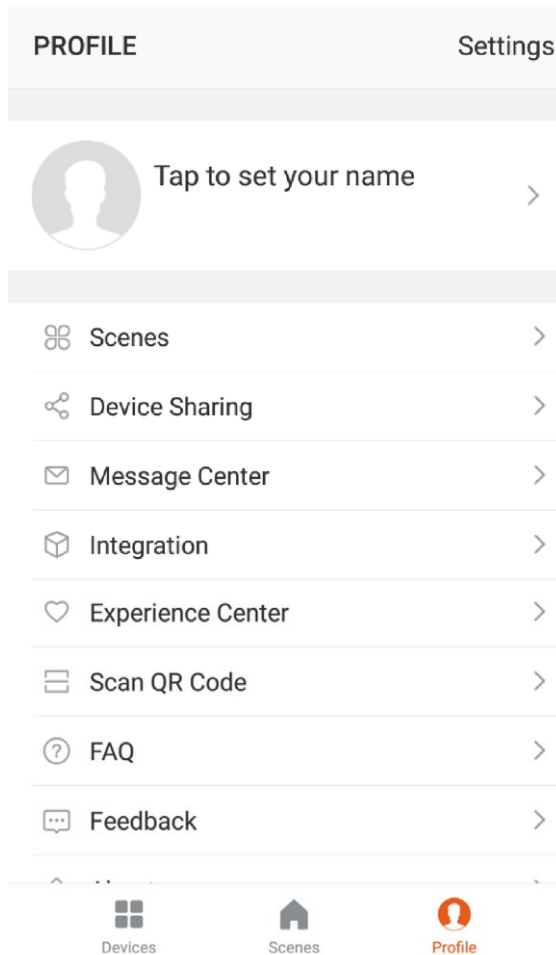 PROFILE Settings
Tap to set your name
Scenes
Device Sharing
Message Center
Integration
Experience Center
Scan QR Code
FAQ
Feedback
Devices Scenes Profile